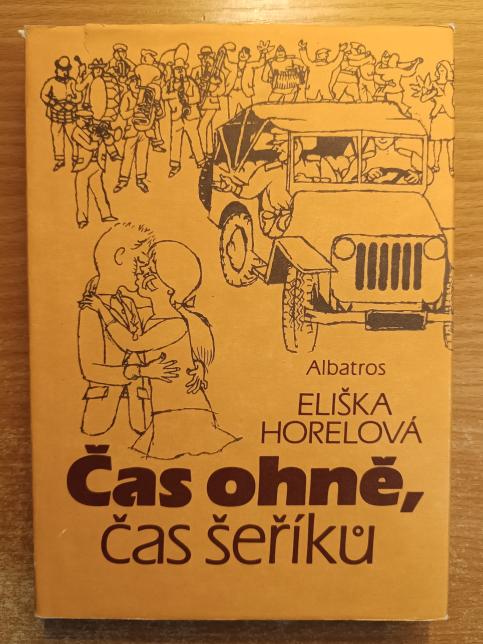 Albatros
ELIŠKA
HORELOVÁ
Čas ohně,
čas šeříků